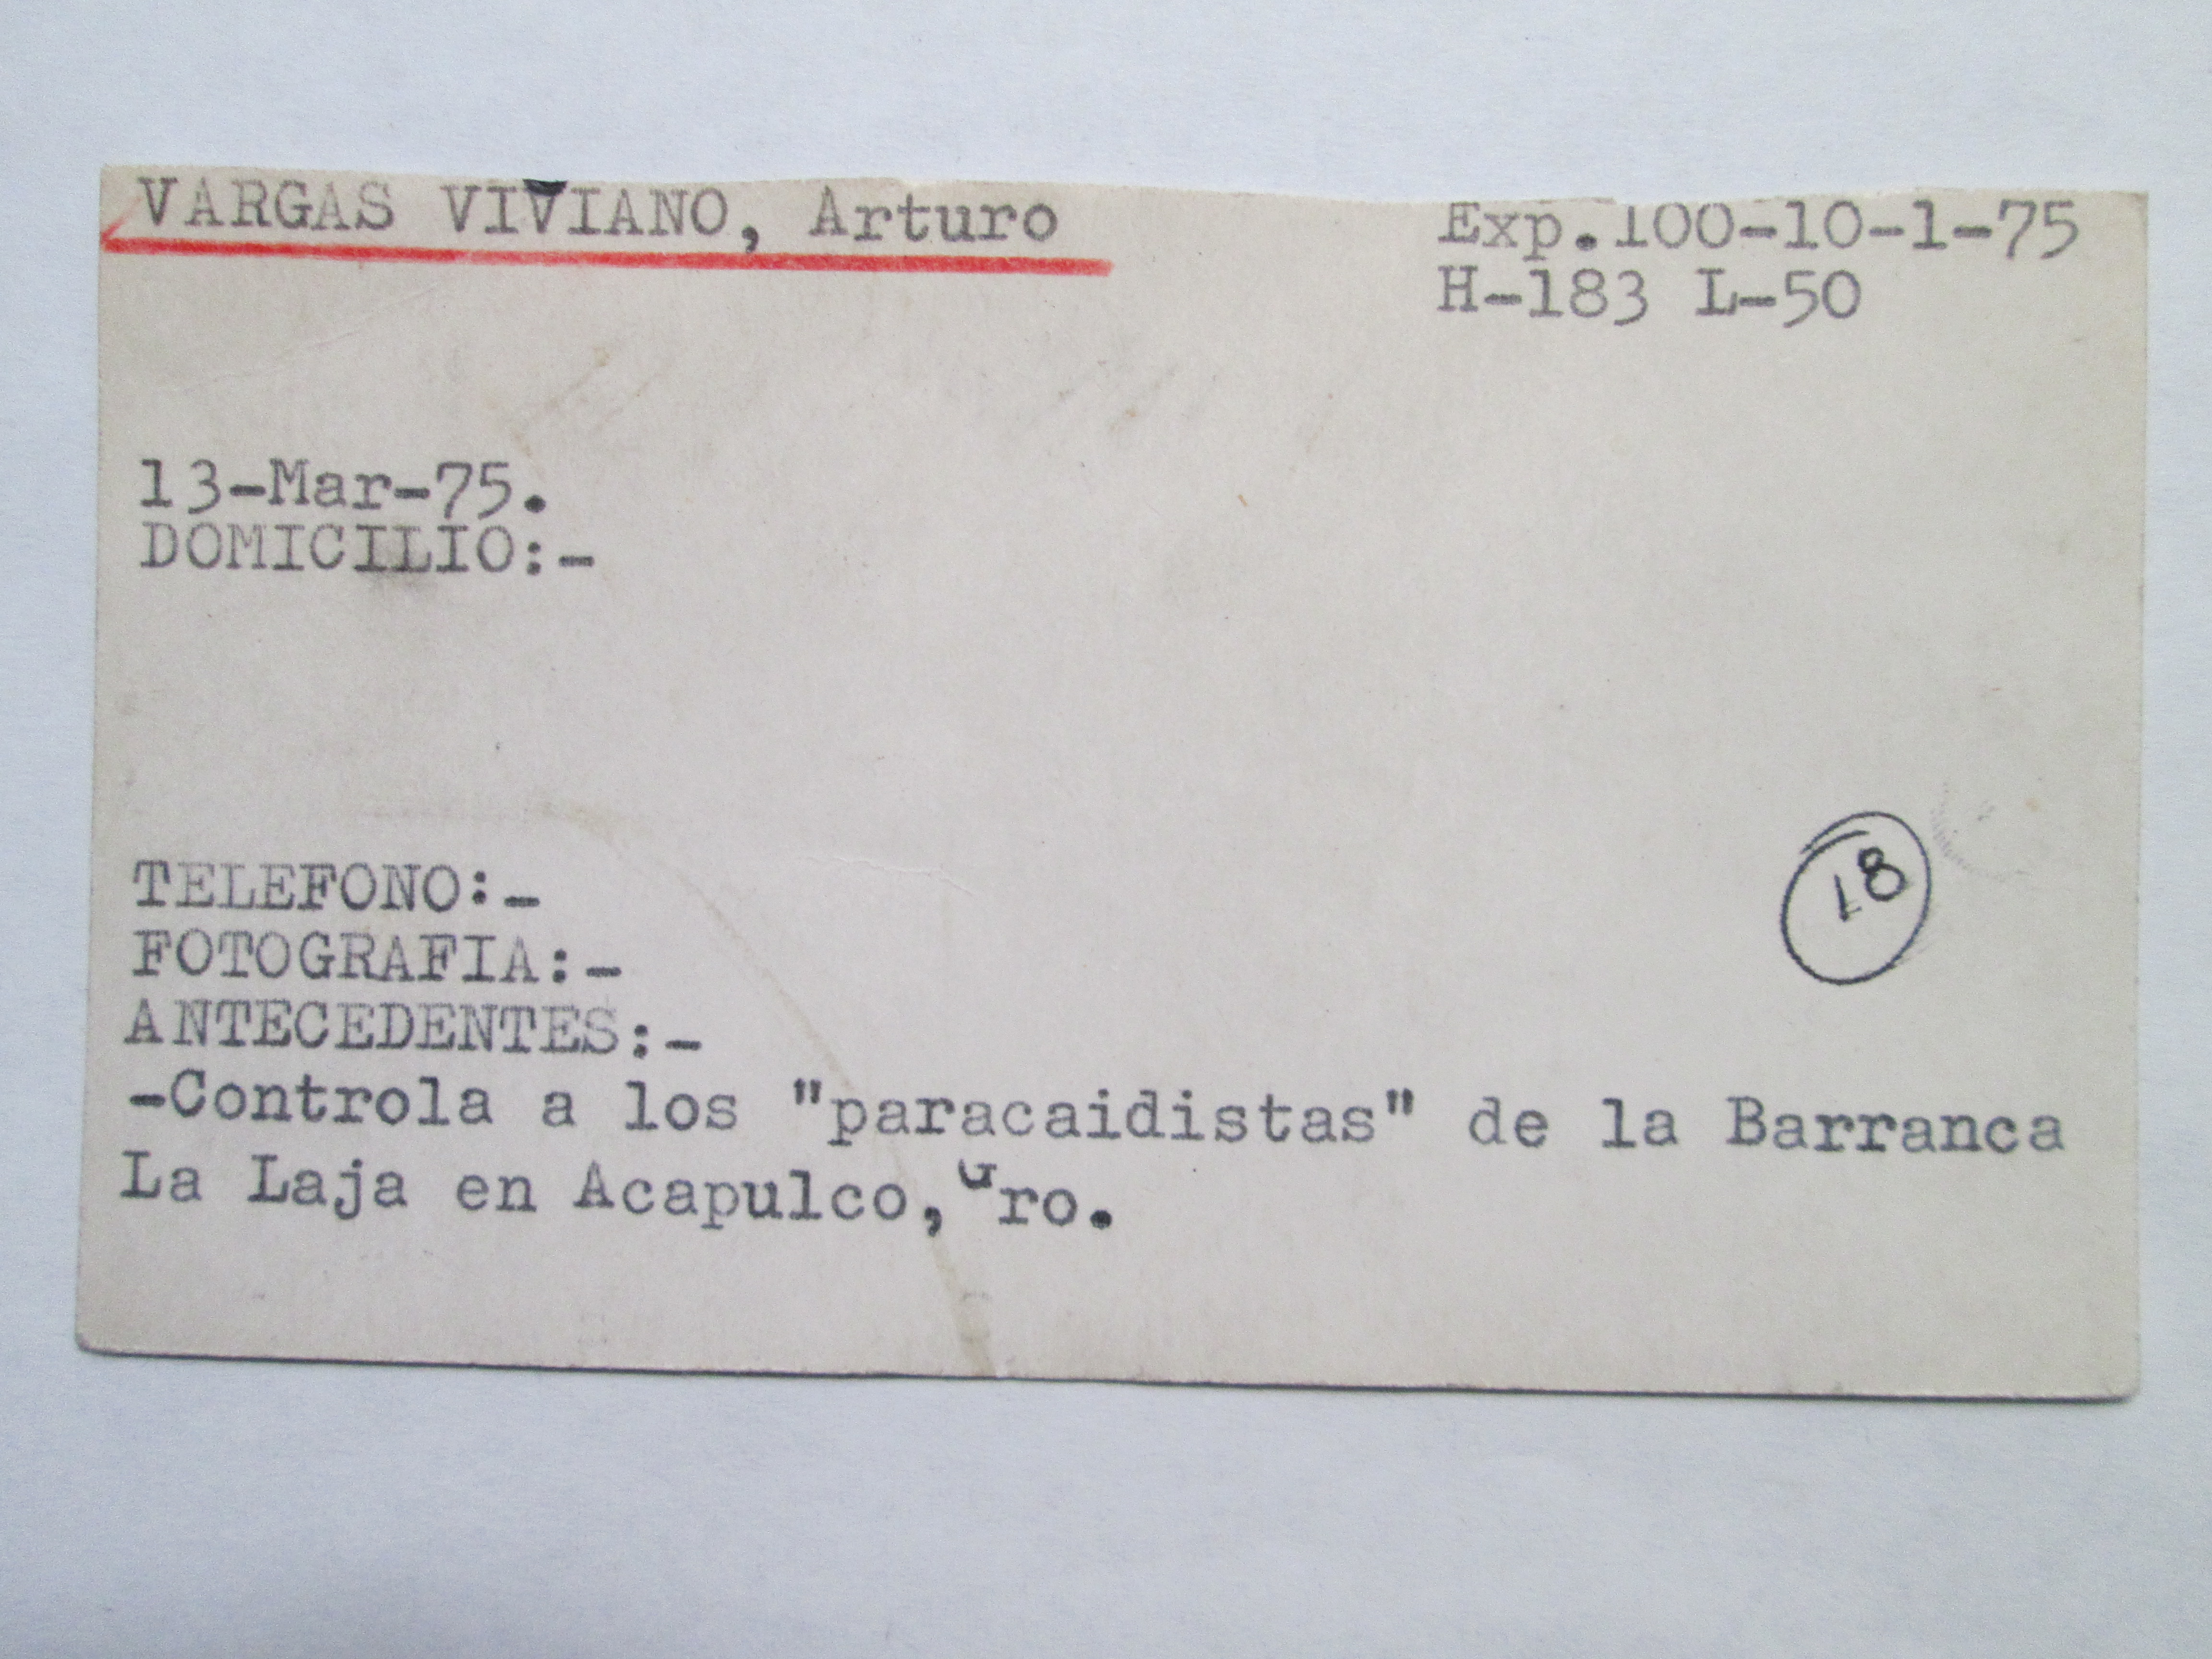 VARGAS VIVIANO, Arturo Exp.100-10-1-75
H-183 L-50
13-Mar-75.
DOMICILIO:-
TELEFONO:-
FOTOGRAFIA:-
ANTECEDENTES:-
-Controla a los "paracaidistas" de la Barranca
La Laja en Acapulco, Gro.
18